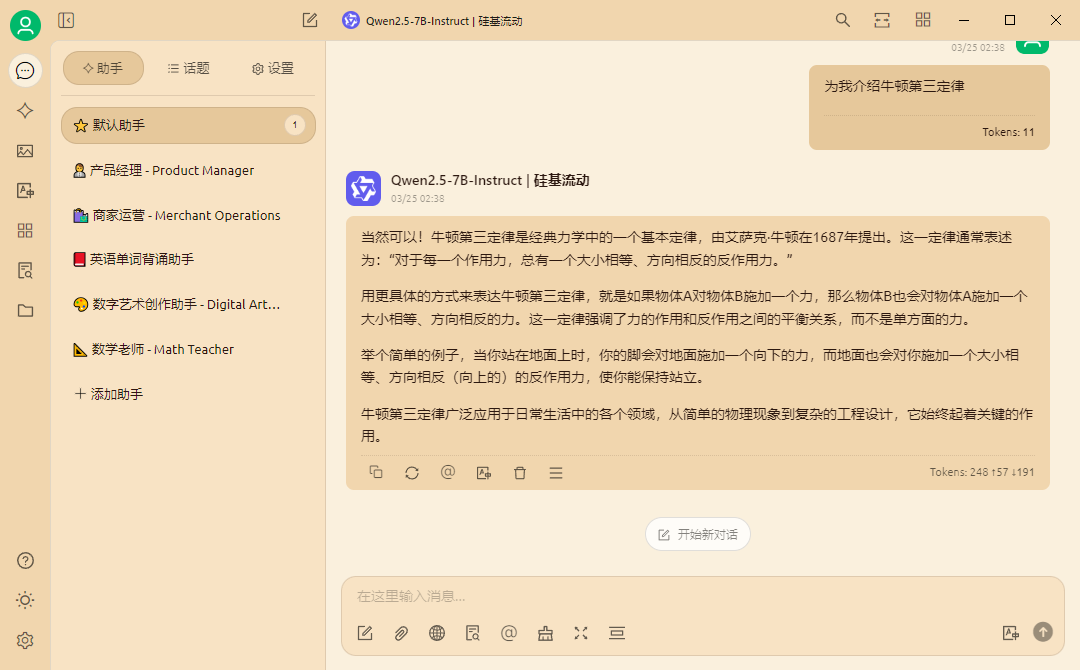 Qwen2.5-7B-Instruct | 硅基流动
助手
话题
设置
默认助手
1
产品经理 - Product Manager
商家运营 - Merchant Operations
英语单词背诵助手
数字艺术创作助手 - Digital Art...
数学老师 - Math Teacher
添加助手
03/25 02:38
为我介绍牛顿第三定律
Tokens: 11
Qwen2.5-7B-Instruct | 硅基流动
03/25 02:38
当然可以！牛顿第三定律是经典力学中的一个基本定律，由艾萨克·牛顿在1687年提出。这一定律通常表述
为：“对于每一个作用力，总有一个大小相等、方向相反的反作用力。”
用更具体的方式来表达牛顿第三定律，就是如果物体A对物体B施加一个力，那么物体B也会对物体A施加一个
大小相等、方向相反的力。这一定律强调了力的作用和反作用之间的平衡关系，而不是单方面的力。
举个简单的例子，当你站在地面上时，你的脚会对地面施加一个向下的力，而地面也会对你施加一个大小相
等、方向相反（向上的）的反作用力，使你能保持站立。
牛顿第三定律广泛应用于日常生活中的各个领域，从简单的物理现象到复杂的工程设计，它始终起着关键的作
用。
Tokens: 248 ↑57 ↓191
开始新对话
在这里输入消息...